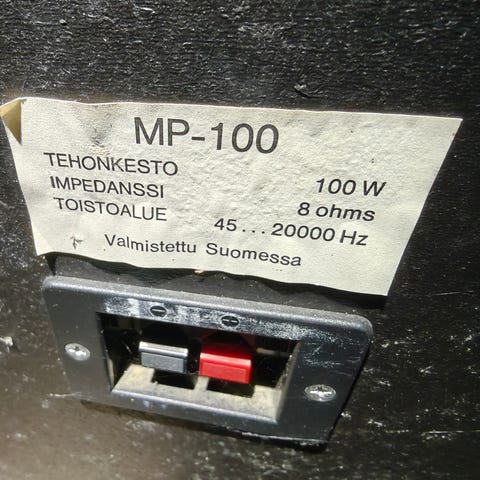 MP-100
TEHONKESTO 100 W
IMPEDANSSI 8 ohms
TOISTOALUE 45...20000 Hz
Valmistettu Suomessa